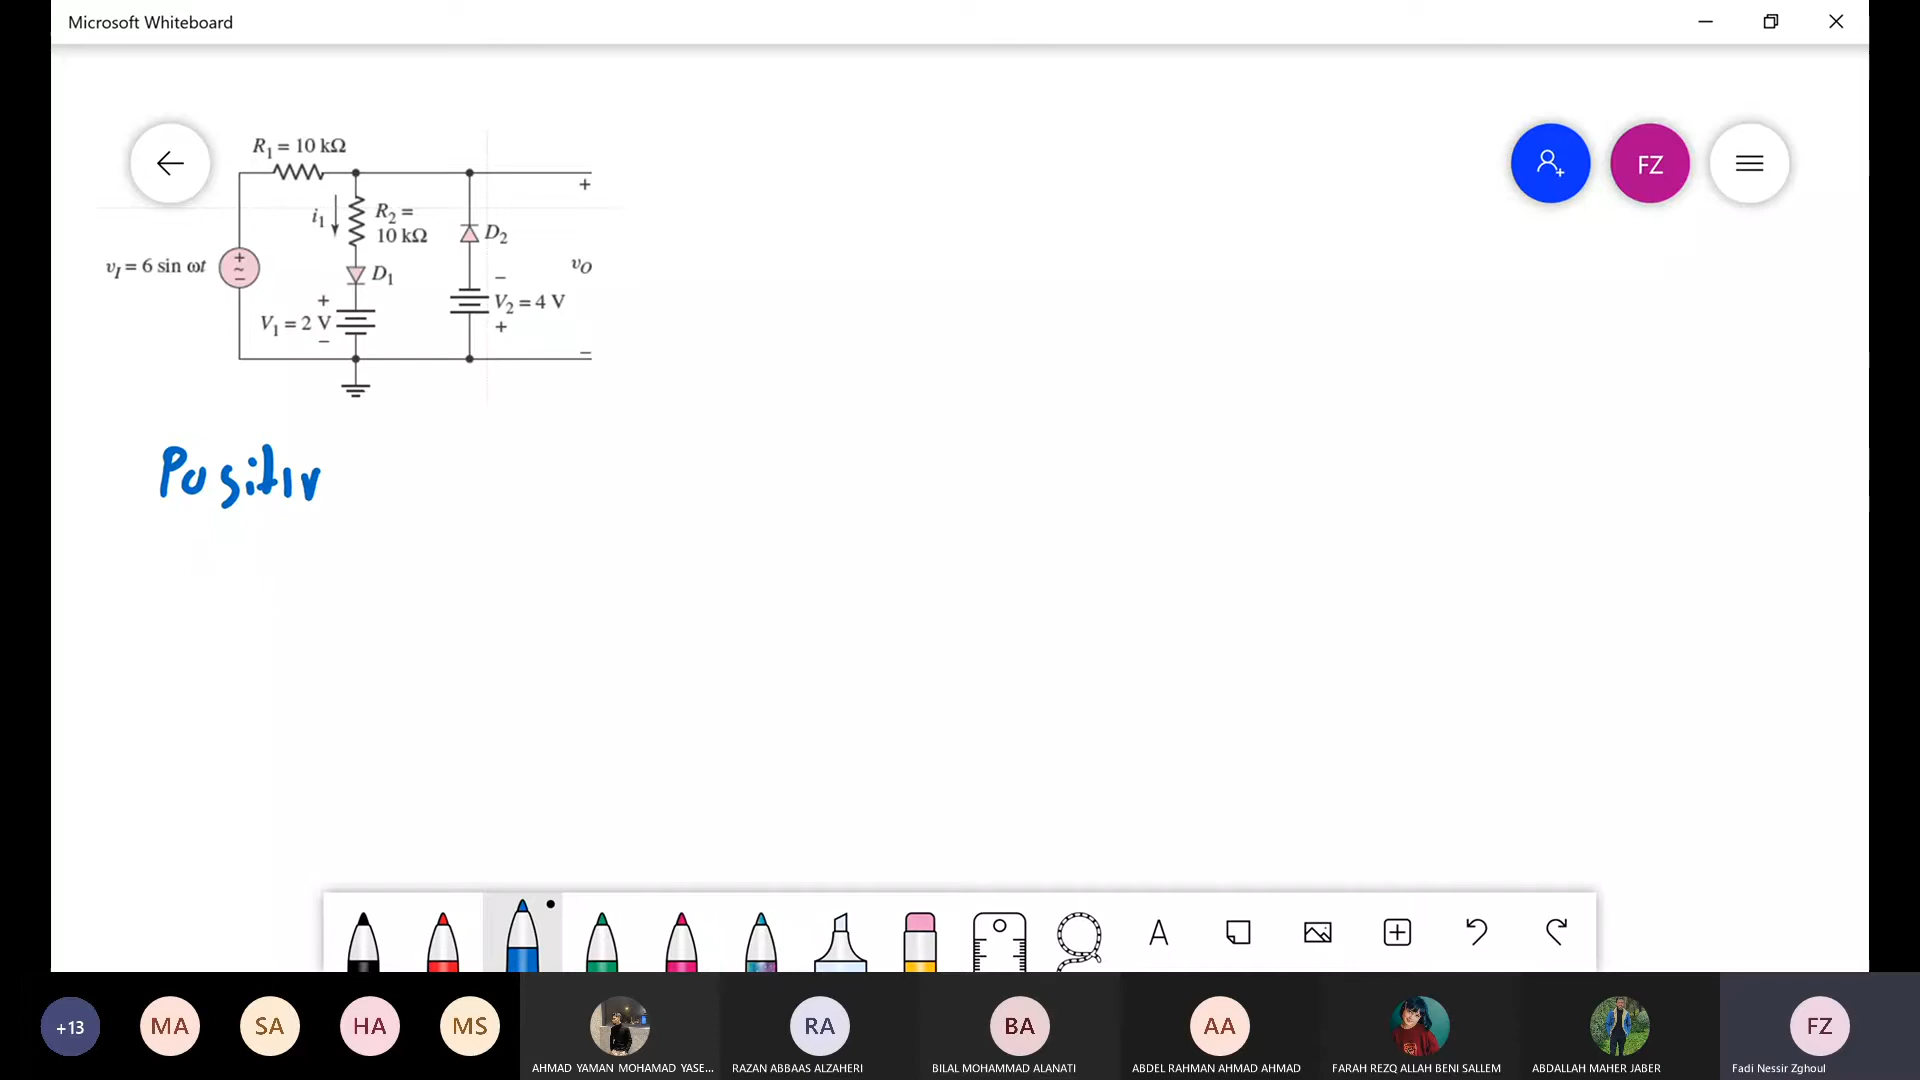 Microsoft Whiteboard
R1 = 10 kΩ
+
i1
R2 =
10 kΩ
D2
vI = 6 sin ωt
+
~
−
D1
vO
−
+
V2 = 4 V
V1 = 2 V
+
−
−
FZ
Positiv
A
+13
MA
SA
HA
MS
RA
BA
AA
FZ
AHMAD YAMAN MOHAMAD YASE...
RAZAN ABBAAS ALZAHERI
BILAL MOHAMMAD ALANATI
ABDEL RAHMAN AHMAD AHMAD
FARAH REZQ ALLAH BENI SALLEM
ABDALLAH MAHER JABER
Fadi Nessir Zghoul